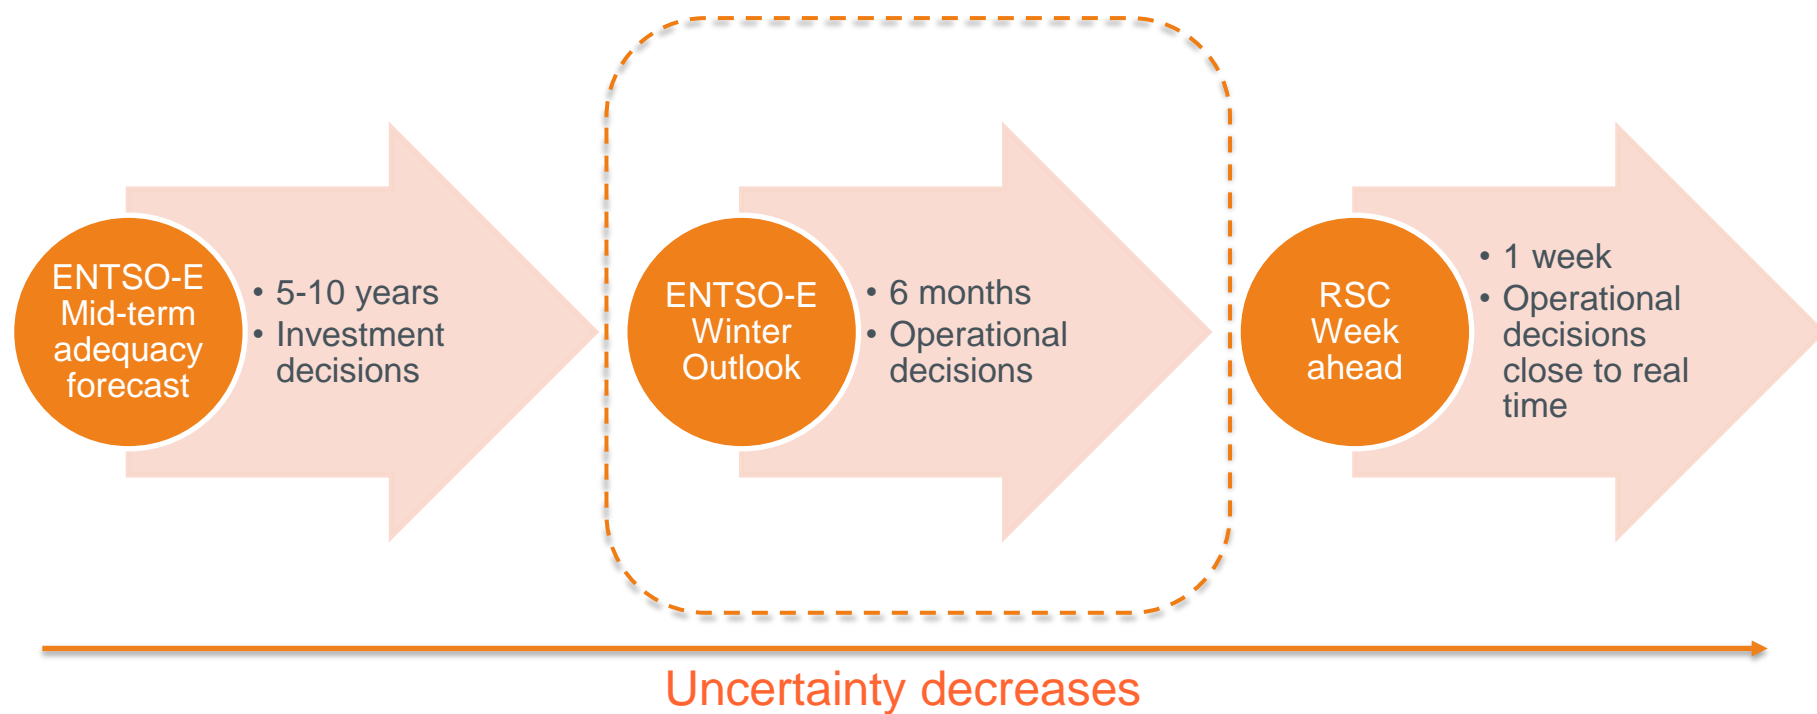 ENTSO-E
Mid-term
adequacy
forecast
• 5-10 years
• Investment
decisions
ENTSO-E
Winter
Outlook
• 6 months
• Operational
decisions
RSC
Week
ahead
• 1 week
• Operational
decisions
close to real
time
Uncertainty decreases